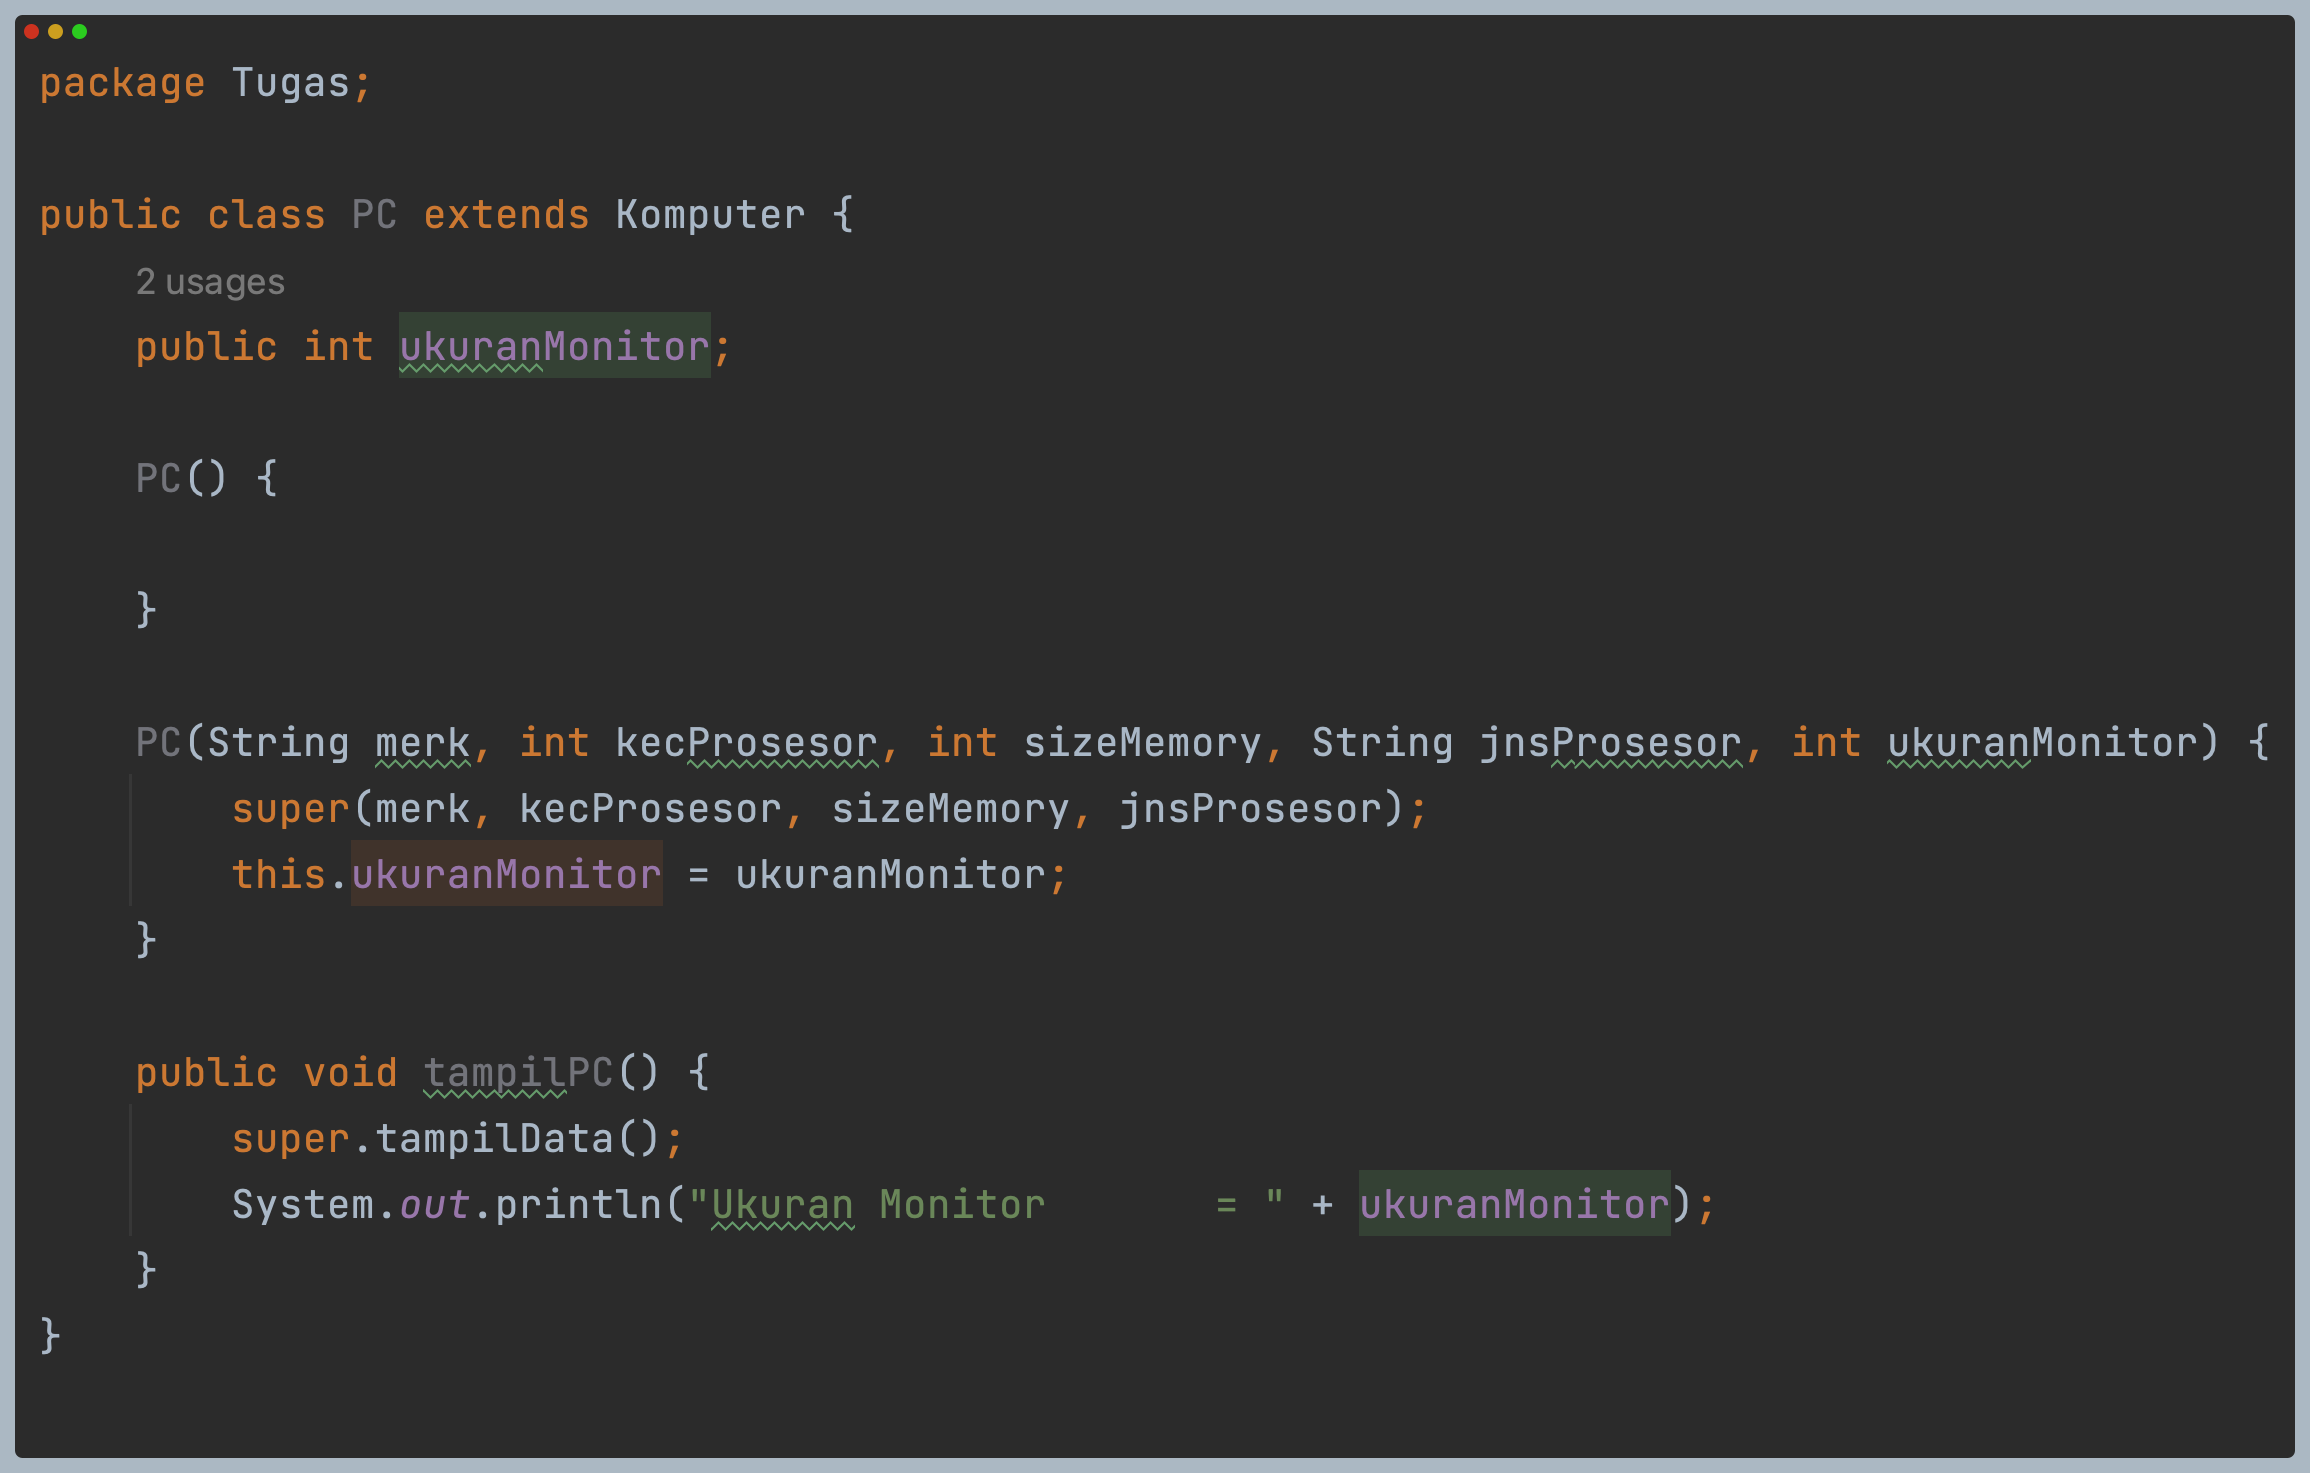 package Tugas;
public class PC extends Komputer {
2 usages
public int ukuranMonitor;
PC() {
}
PC(String merk, int kecProsesor, int sizeMemory, String jnsProsesor, int ukuranMonitor) {
super(merk, kecProsesor, sizeMemory, jnsProsesor);
this.ukuranMonitor = ukuranMonitor;
}
public void tampilPC() {
super.tampilData();
System.out.println("Ukuran Monitor       = " + ukuranMonitor);
}
}